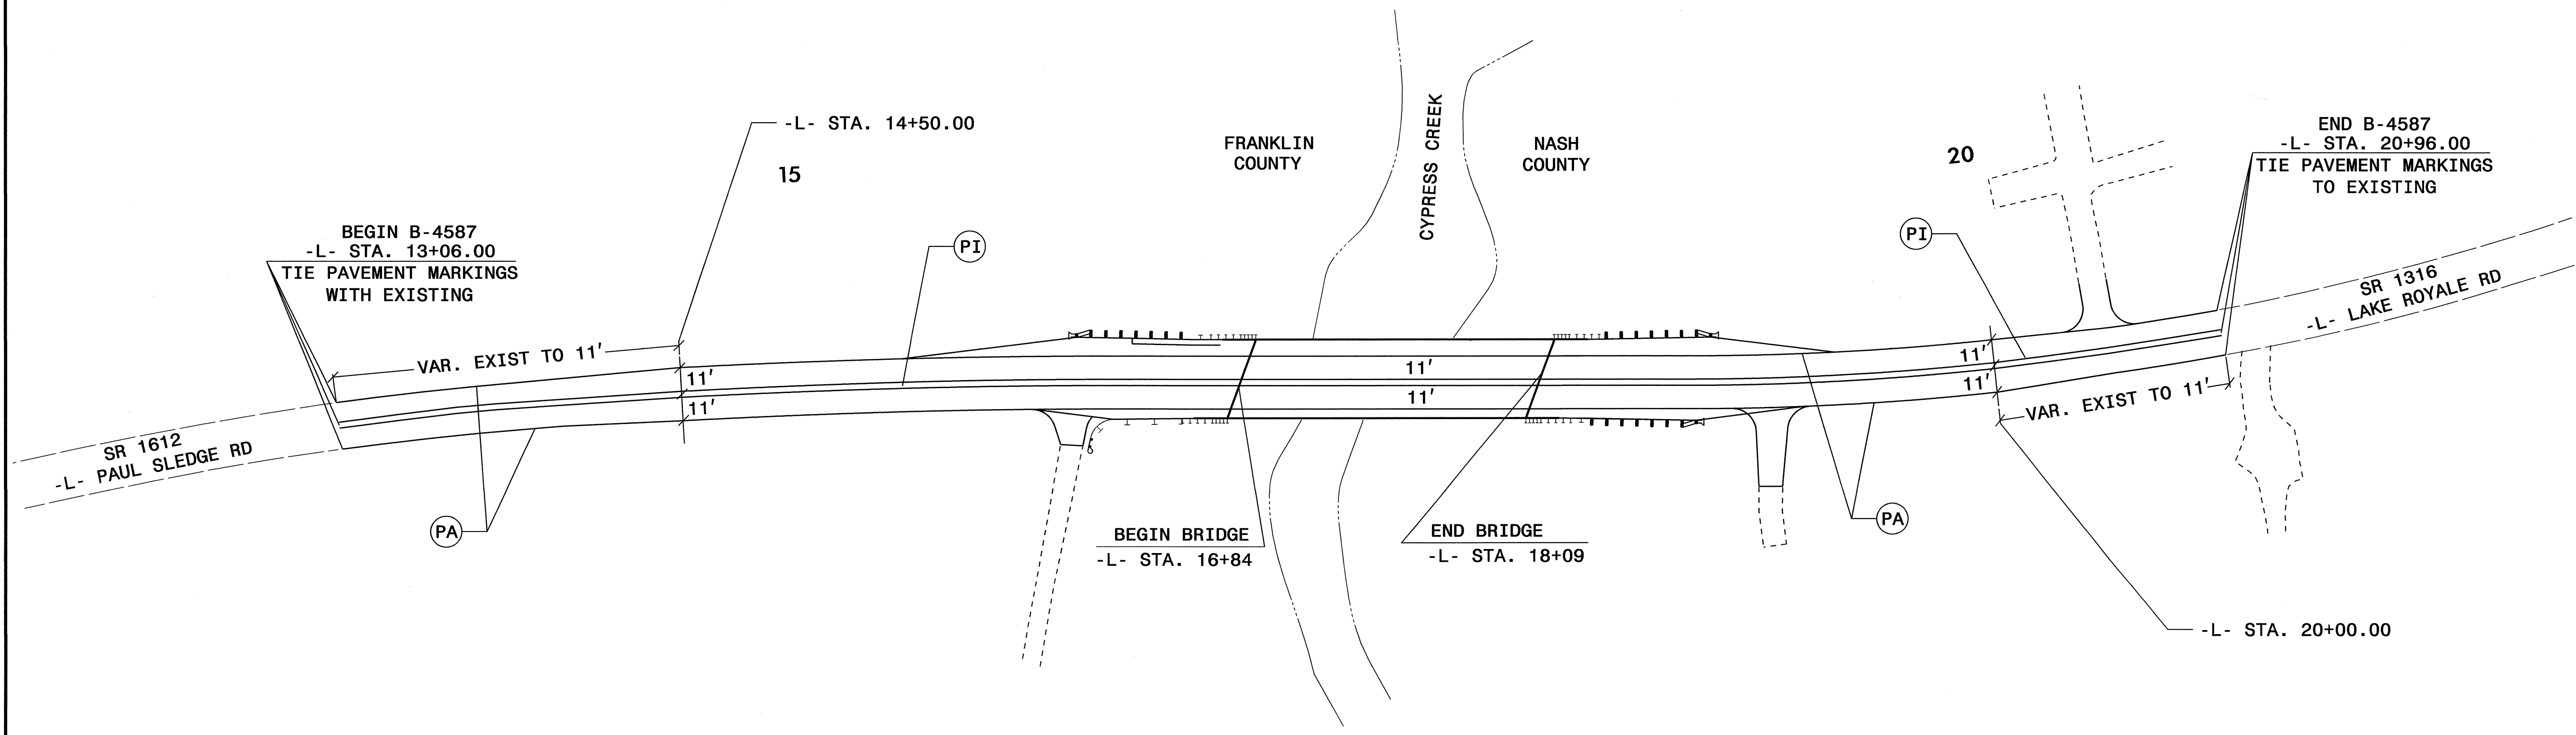 BEGIN B-4587
-L- STA. 13+06.00
TIE PAVEMENT MARKINGS
WITH EXISTING
-L- STA. 14+50.00
15
FRANKLIN
COUNTY
CYPRESS CREEK
NASH
COUNTY
20
END B-4587
-L- STA. 20+96.00
TIE PAVEMENT MARKINGS
TO EXISTING
PI
PI
VAR. EXIST TO 11'
11'
11'
11'
11'
11'
11'
VAR. EXIST TO 11'
SR 1316
-L- LAKE ROYALE RD
SR 1612
-L- PAUL SLEDGE RD
PA
PA
BEGIN BRIDGE
-L- STA. 16+84
END BRIDGE
-L- STA. 18+09
-L- STA. 20+00.00